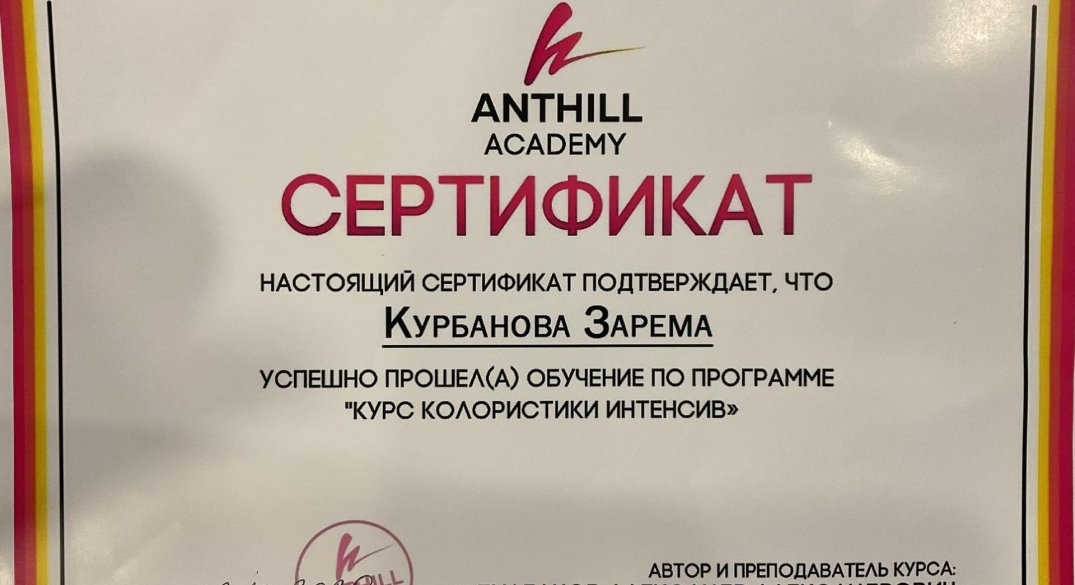 ANTHILL
ACADEMY
СЕРТИФИКАТ
НАСТОЯЩИЙ СЕРТИФИКАТ ПОДТВЕРЖДАЕТ, ЧТО
КУРБАНОВА ЗАРЕМА
УСПЕШНО ПРОШЕЛ(А) ОБУЧЕНИЕ ПО ПРОГРАММЕ
"КУРС КОЛОРИСТИКИ ИНТЕНСИВ»
АВТОР И ПРЕПОДАВАТЕЛЬ КУРСА: